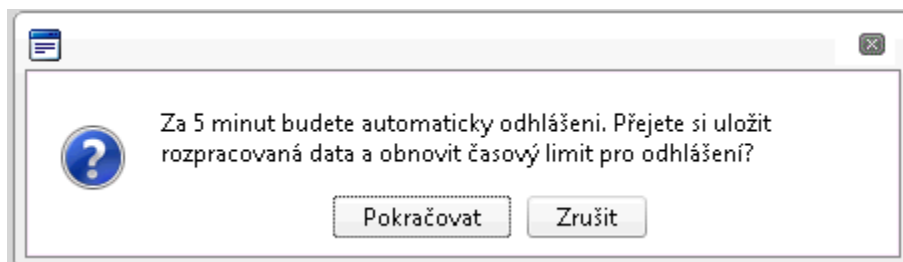 Za 5 minut budete automaticky odhlášeni. Přejete si uložit
rozpracovaná data a obnovit časový limit pro odhlášení?
Pokračovat
Zrušit